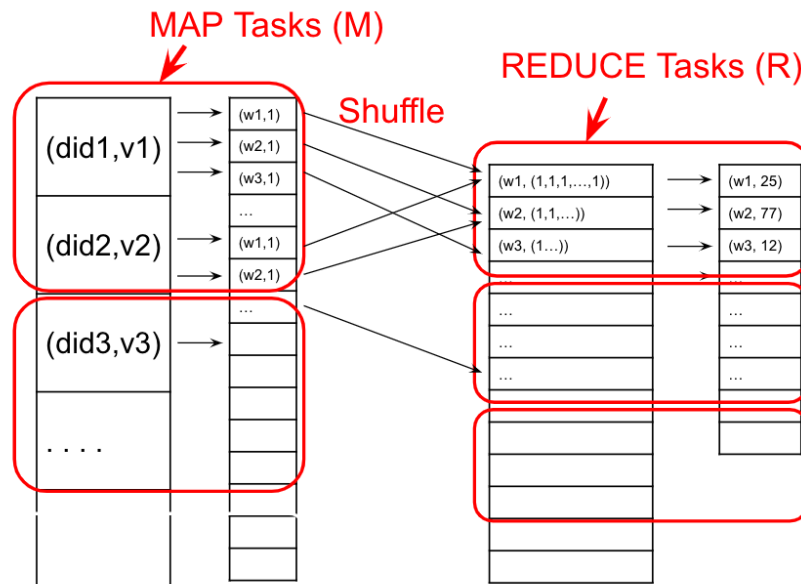 MAP Tasks (M)
REDUCE Tasks (R)
Shuffle
(did1,v1)
(did2,v2)
(did3,v3)
. . . .
(w1,1)
(w2,1)
(w3,1)
...
(w1,1)
(w2,1)
...
(w1, (1,1,1,...,1))
(w2, (1,1,...))
(w3, (1...))
...
...
...
...
(w1, 25)
(w2, 77)
(w3, 12)
...
...
...
...